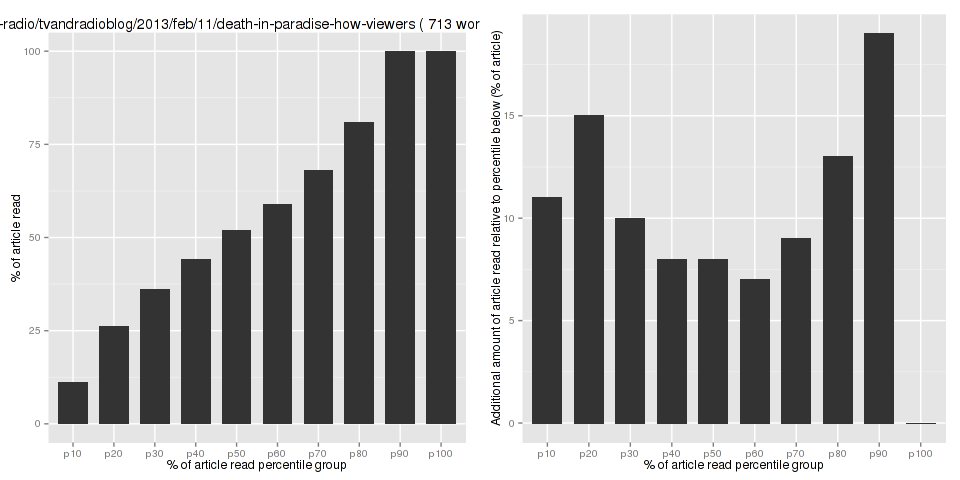 -radio/tvandradioblog/2013/feb/11/death-in-paradise-how-viewers ( 713 wor
% of article read
100
75
50
25
0
p10 p20 p30 p40 p50 p60 p70 p80 p90 p100
% of article read percentile group
Additional amount of article read relative to percentile below (% of article)
15
10
5
0
p10 p20 p30 p40 p50 p60 p70 p80 p90 p100
% of article read percentile group